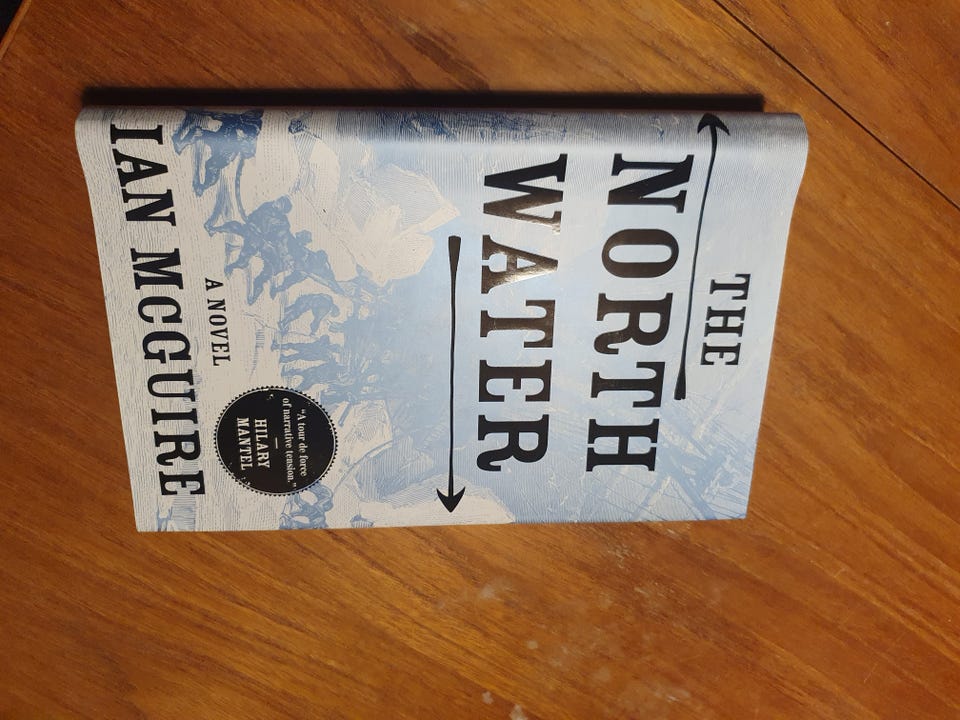 THE
NORTH
WATER
A NOVEL
"A tour de force
of narrative tension."
—
HILARY
MANTEL
IAN MCGUIRE